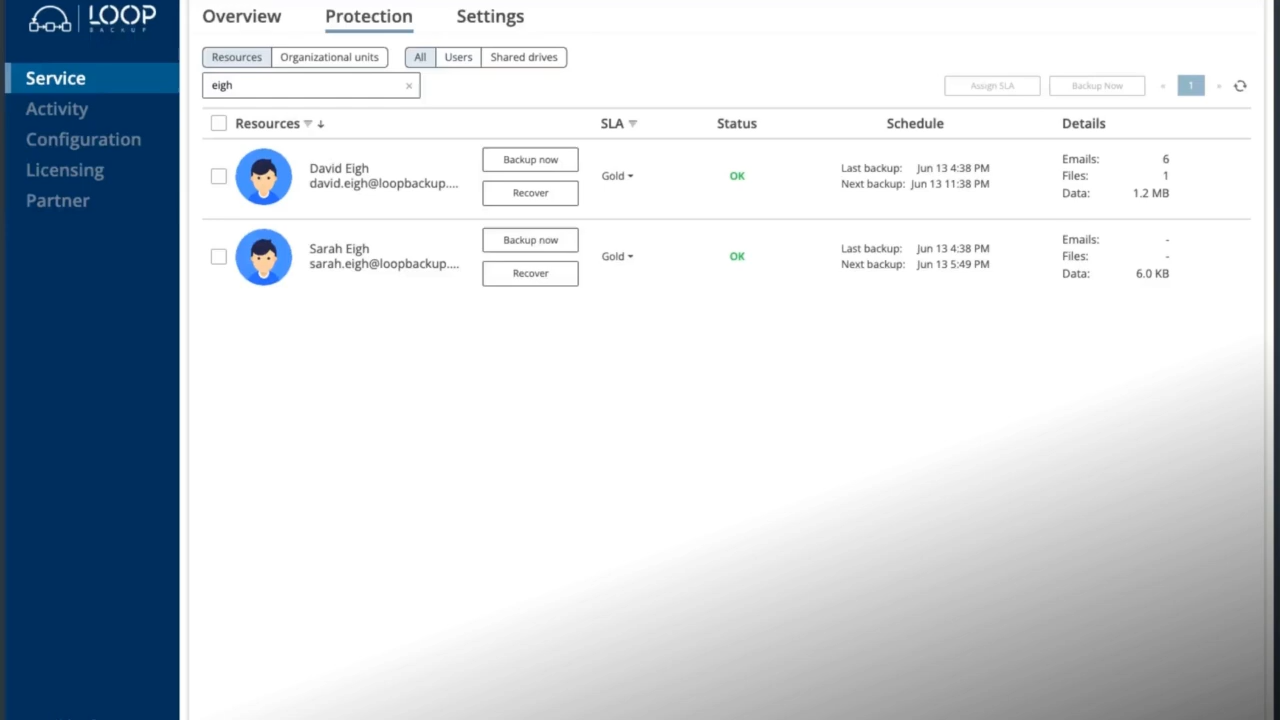 LOOP
BACKUP
Overview Protection Settings
Service
Activity
Configuration
Licensing
Partner
Resources Organizational units All Users Shared drives
eigh ×
Assign SLA Backup Now « 1 »
Resources SLA Status Schedule Details
David Eigh
david.eigh@loopbackup....
Backup now
Recover
Gold
OK
Last backup: Jun 13 4:38 PM
Next backup: Jun 13 11:38 PM
Emails: 6
Files: 1
Data: 1.2 MB
Sarah Eigh
sarah.eigh@loopbackup....
Backup now
Recover
Gold
OK
Last backup: Jun 13 4:38 PM
Next backup: Jun 13 5:49 PM
Emails: -
Files: -
Data: 6.0 KB